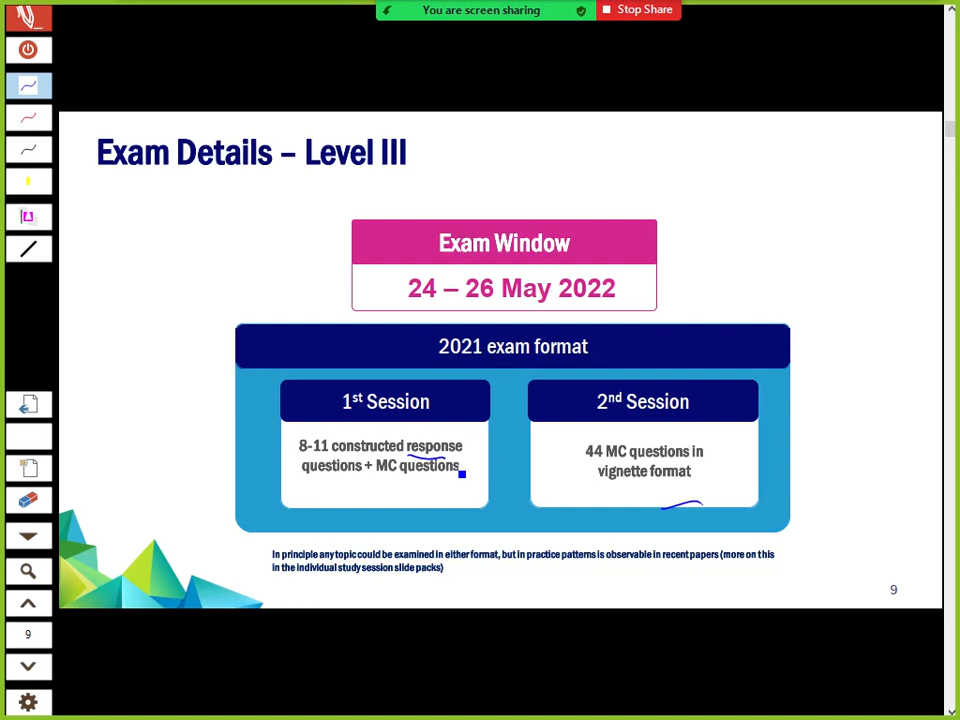 You are screen sharing
Stop Share
Exam Details – Level III
Exam Window
24 – 26 May 2022
2021 exam format
1st Session
8-11 constructed response
questions + MC questions
2nd Session
44 MC questions in
vignette format
In principle any topic could be examined in either format, but in practice patterns is observable in recent papers (more on this
in the individual study session slide packs)
9
9